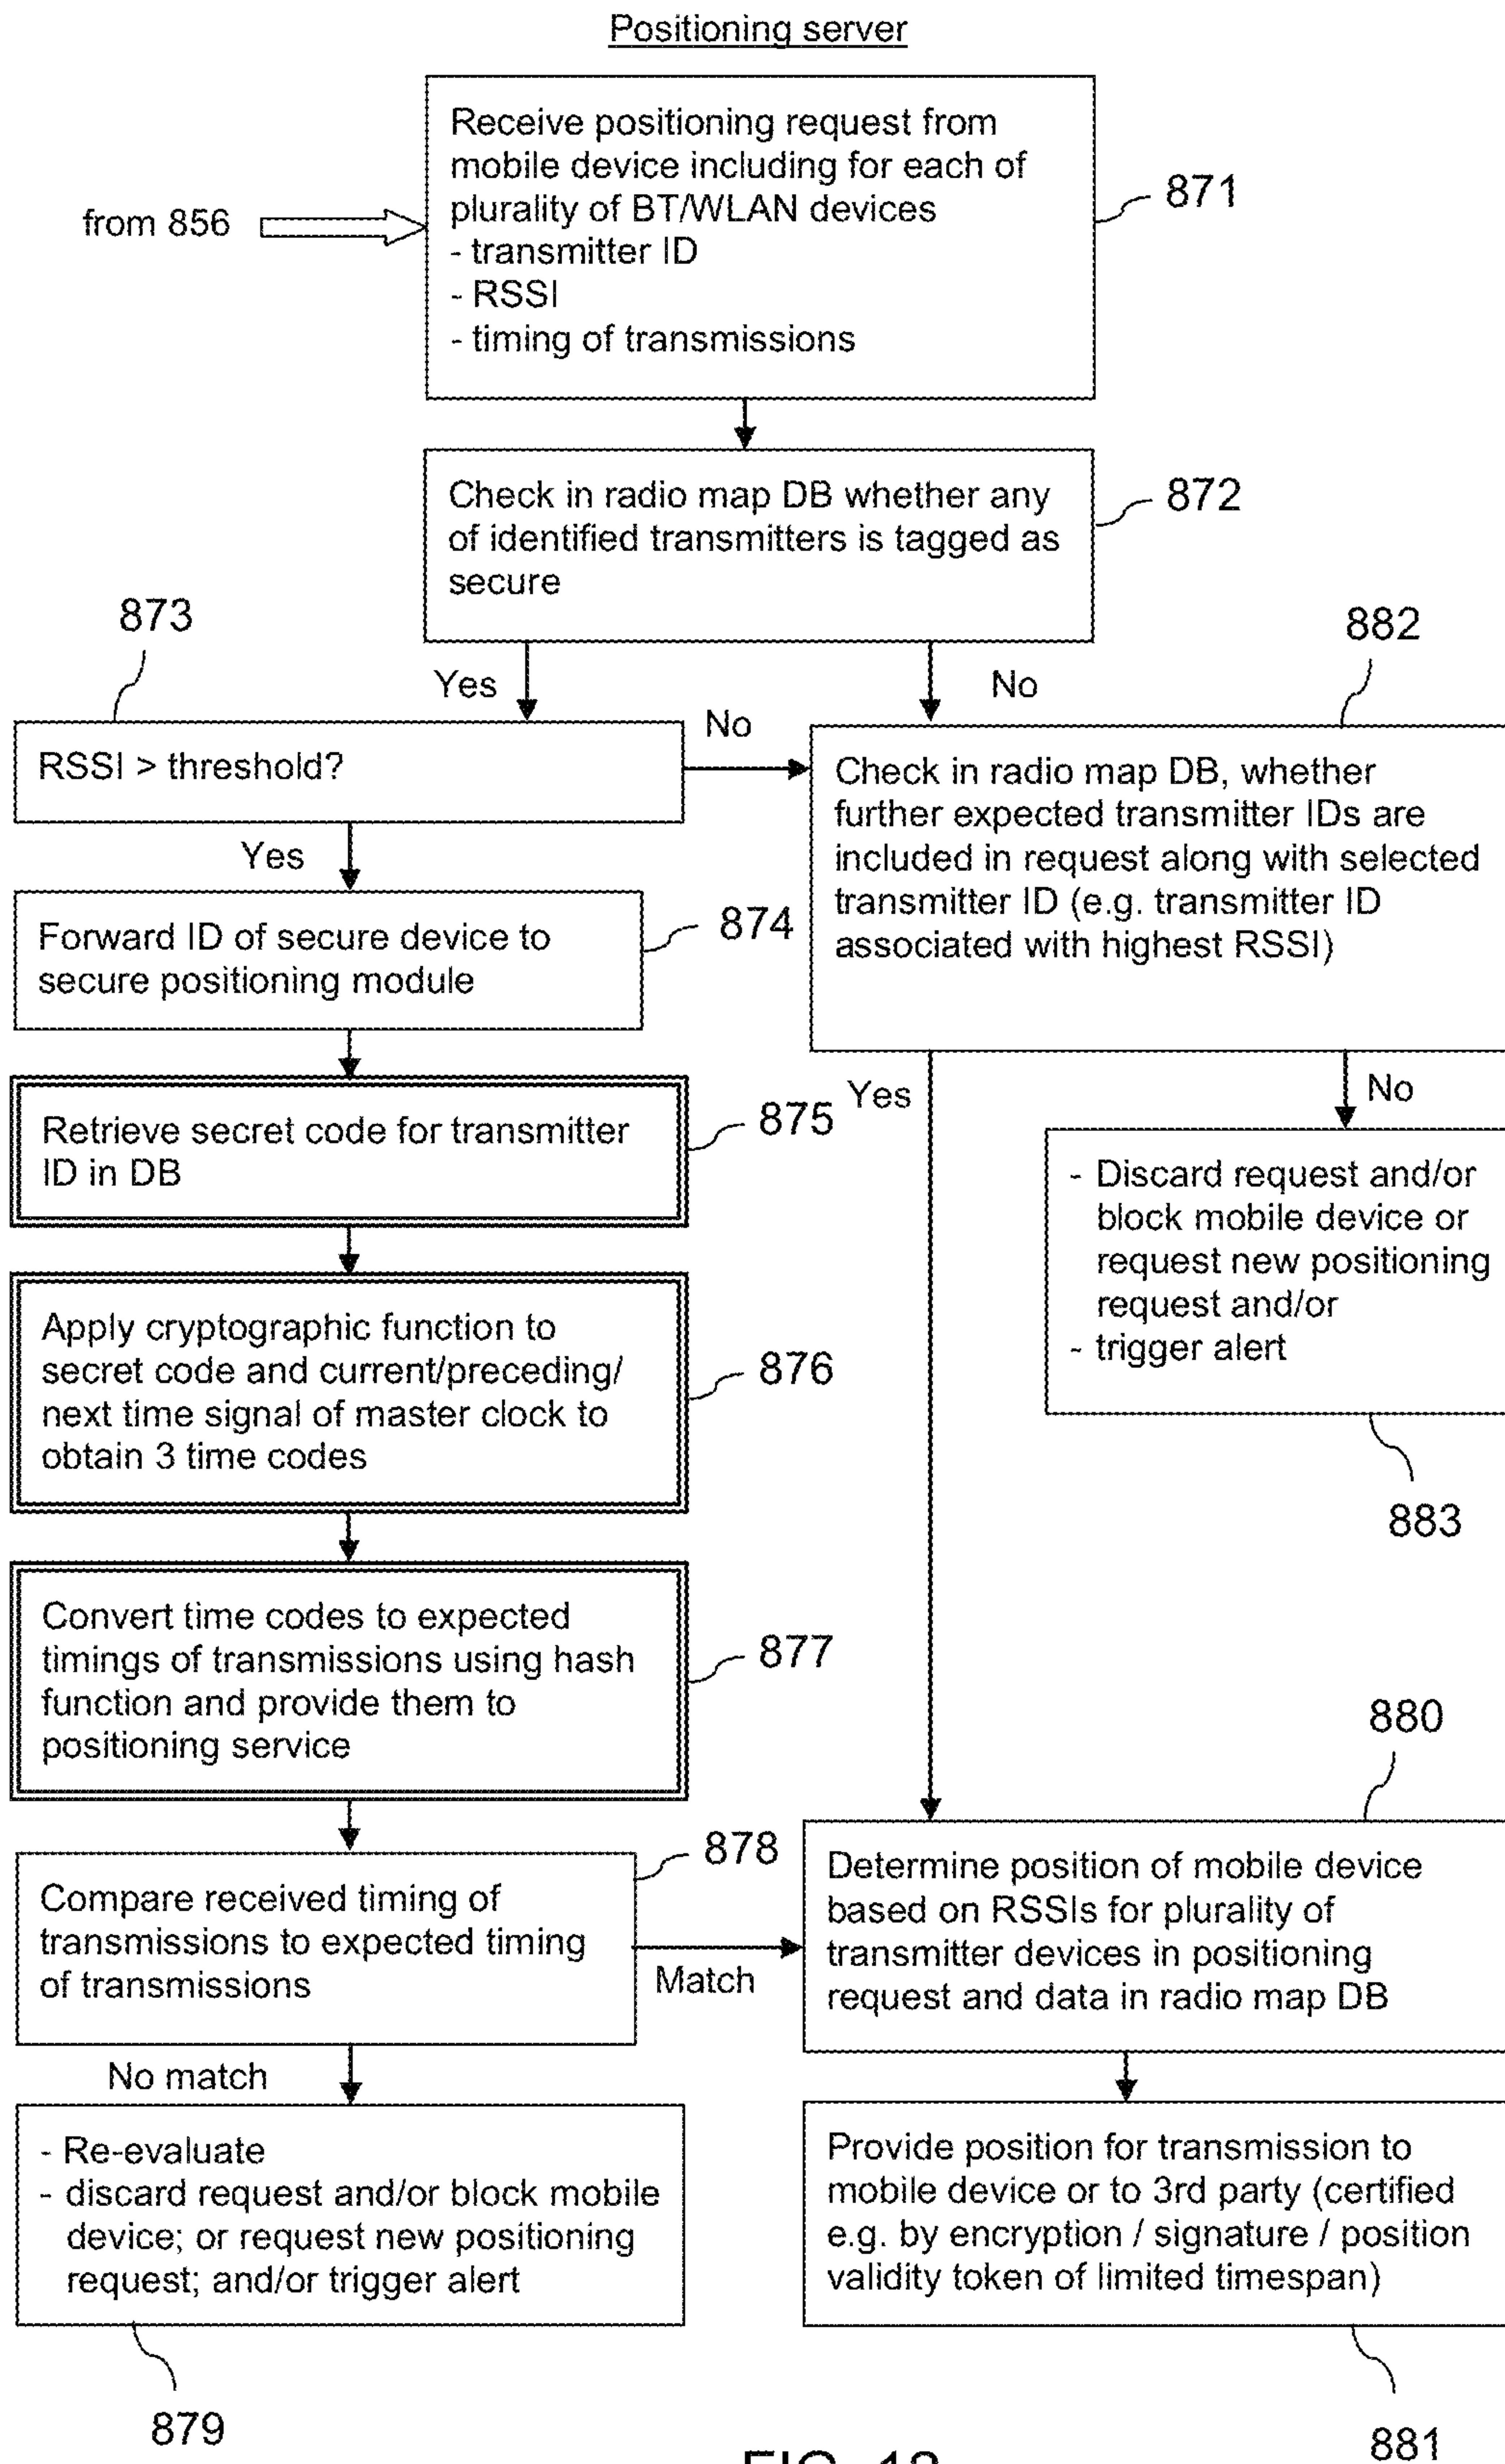 Positioning server
from 856
Receive positioning request from
mobile device including for each of
plurality of BT/WLAN devices
- transmitter ID
- RSSI
- timing of transmissions
871
Check in radio map DB whether any
of identified transmitters is tagged as
secure
872
873
Yes
No
882
RSSI > threshold?
No
Check in radio map DB, whether
further expected transmitter IDs are
included in request along with selected
transmitter ID (e.g. transmitter ID
associated with highest RSSI)
Yes
Forward ID of secure device to
secure positioning module
874
Retrieve secret code for transmitter
ID in DB
875
Yes
No
- Discard request and/or
block mobile device or
request new positioning
request and/or
- trigger alert
883
Apply cryptographic function to
secret code and current/preceding/
next time signal of master clock to
obtain 3 time codes
876
Convert time codes to expected
timings of transmissions using hash
function and provide them to
positioning service
877
880
Compare received timing of
transmissions to expected timing
of transmissions
878
Match
Determine position of mobile device
based on RSSIs for plurality of
transmitter devices in positioning
request and data in radio map DB
No match
- Re-evaluate
- discard request and/or block mobile
device; or request new positioning
request; and/or trigger alert
879
Provide position for transmission to
mobile device or to 3rd party (certified
e.g. by encryption / signature / position
validity token of limited timespan)
881